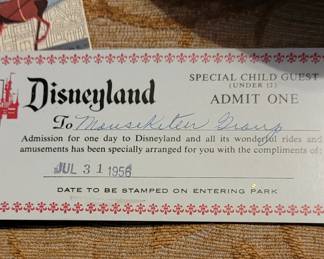 SPECIAL CHILD GUEST
(UNDER 12)
Disneyland
ADMIT ONE
To Mouseketeer Group
Admission for one day to Disneyland and all its wonderful rides and
amusements has been specially arranged for you with the compliments of:
JUL 31 1956
DATE TO BE STAMPED ON ENTERING PARK